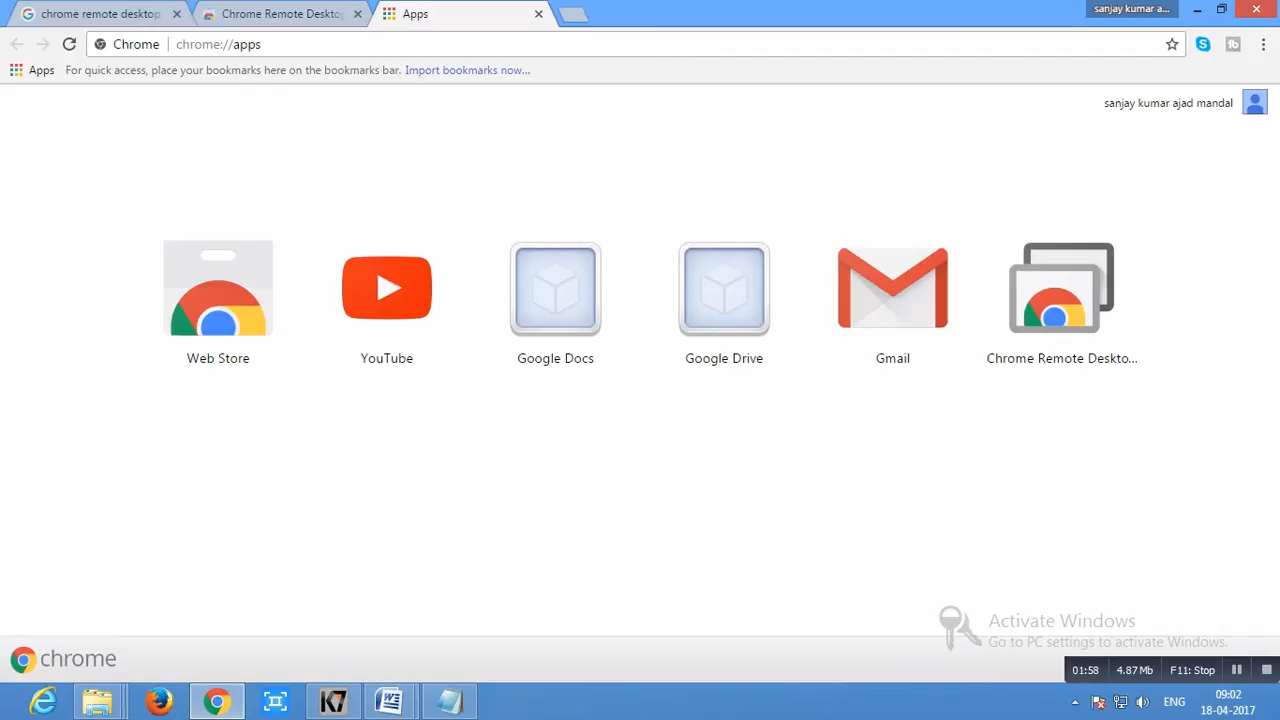 chrome remote desktop
Chrome Remote Desktop
Apps
sanjay kumar a...
Chrome
chrome://apps
Apps
For quick access, place your bookmarks here on the bookmarks bar. Import bookmarks now...
sanjay kumar ajad mandal
Web Store
YouTube
Google Docs
Google Drive
Gmail
Chrome Remote Deskto...
Activate Windows
Go to PC settings to activate Windows.
chrome
01:58
4.87 Mb
F11: Stop
K7
ENG
09:02
18-04-2017